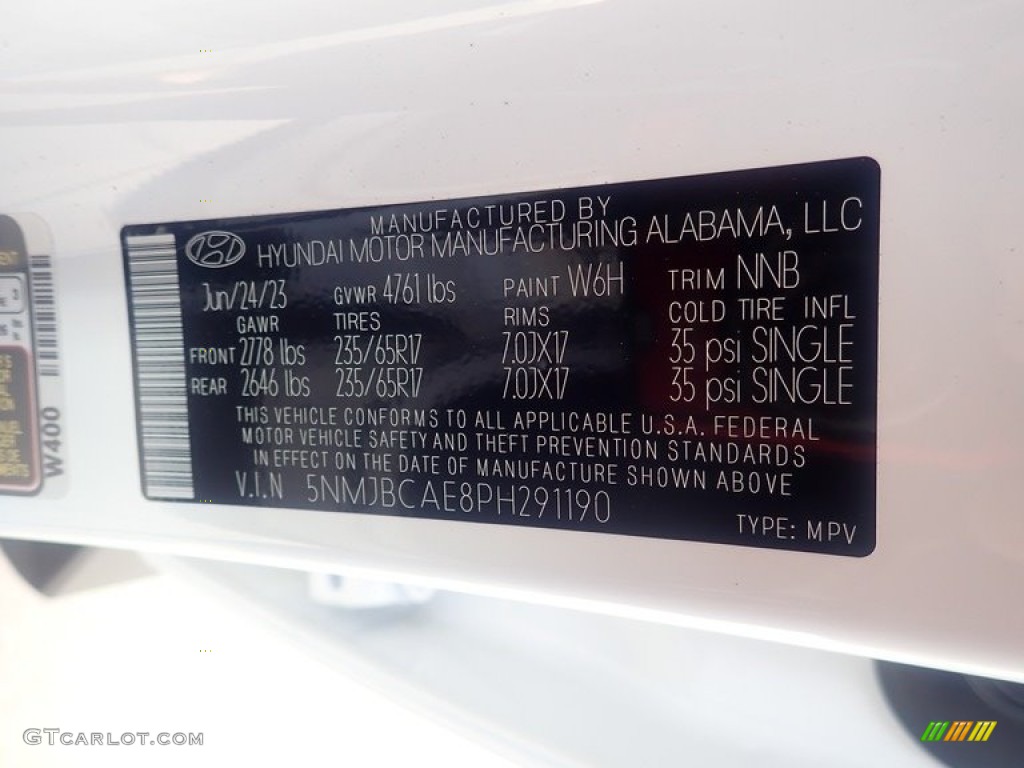 MANUFACTURED BY
HYUNDAI MOTOR MANUFACTURING ALABAMA, LLC
Jun/24/23 GVWR 4761 lbs PAINT W6H TRIM NNB
GAWR TIRES RIMS COLD TIRE INFL
FRONT 2778 lbs 235/65R17 7.0JX17 35 psi SINGLE
REAR 2646 lbs 235/65R17 7.0JX17 35 psi SINGLE
THIS VEHICLE CONFORMS TO ALL APPLICABLE U.S.A. FEDERAL
MOTOR VEHICLE SAFETY AND THEFT PREVENTION STANDARDS
IN EFFECT ON THE DATE OF MANUFACTURE SHOWN ABOVE
V.I.N 5NMJBCAE8PH291190
TYPE: MPV
W400
GTCARLOT.COM